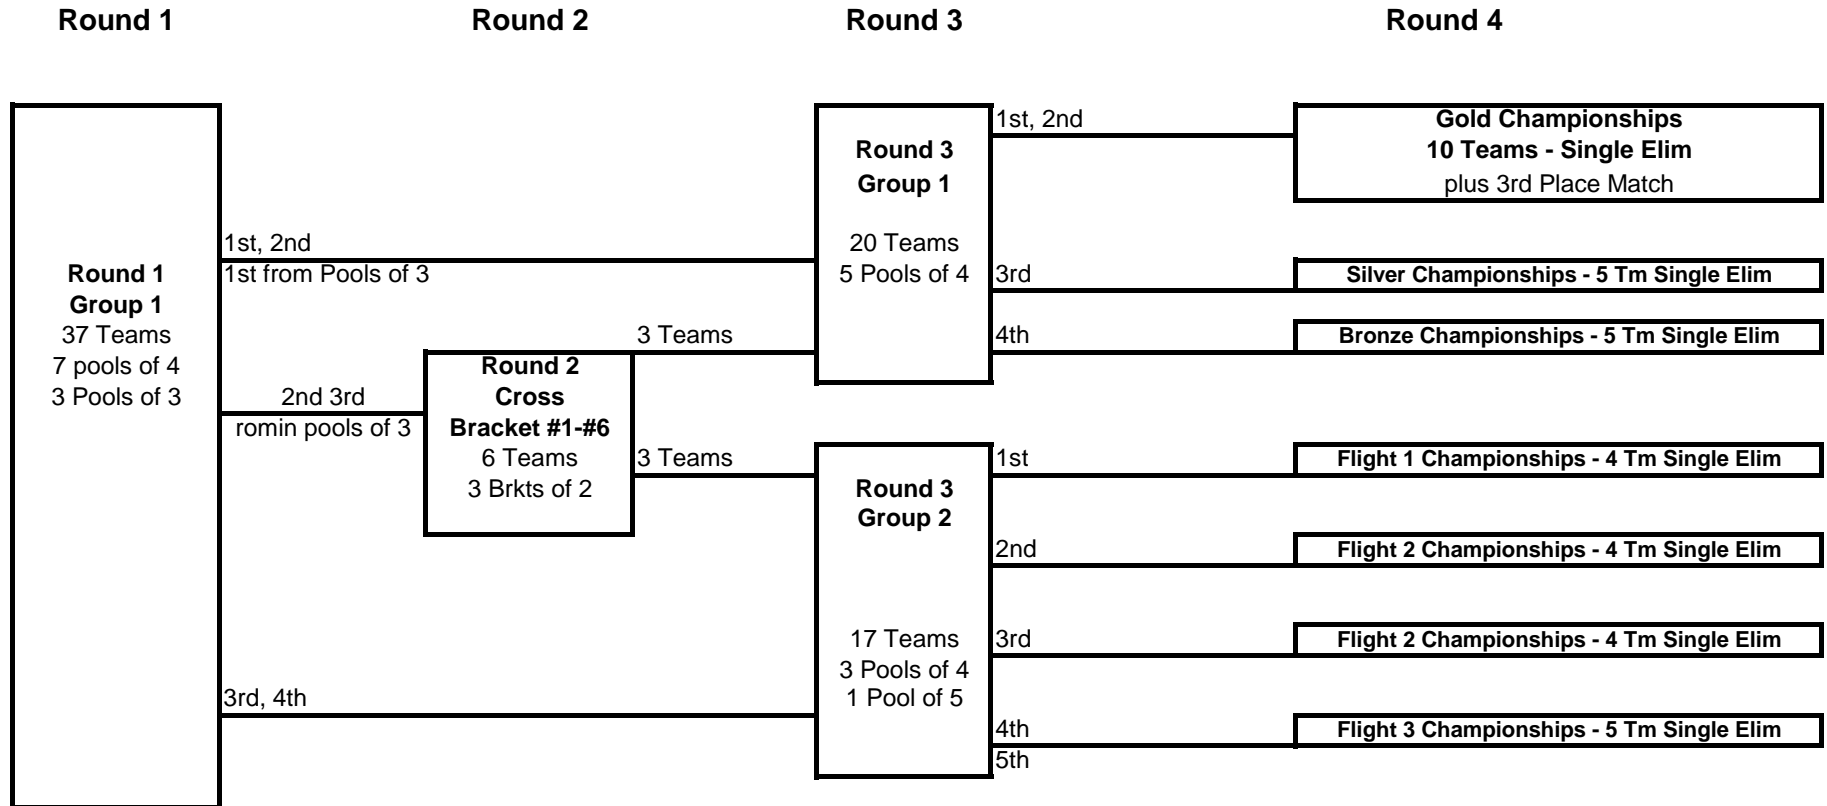 Round 1
Round 2
Round 3
Round 4
Round 1
Group 1
37 Teams
7 pools of 4
3 Pools of 3
1st, 2nd
1st from Pools of 3
2nd 3rd
romin pools of 3
3rd, 4th
Round 2
Cross
Bracket #1-#6
6 Teams
3 Brkts of 2
3 Teams
3 Teams
Round 3
Group 1
20 Teams
5 Pools of 4
Round 3
Group 2
17 Teams
3 Pools of 4
1 Pool of 5
1st, 2nd
3rd
4th
1st
2nd
3rd
4th
5th
Gold Championships
10 Teams - Single Elim
plus 3rd Place Match
Silver Championships - 5 Tm Single Elim
Bronze Championships - 5 Tm Single Elim
Flight 1 Championships - 4 Tm Single Elim
Flight 2 Championships - 4 Tm Single Elim
Flight 2 Championships - 4 Tm Single Elim
Flight 3 Championships - 5 Tm Single Elim